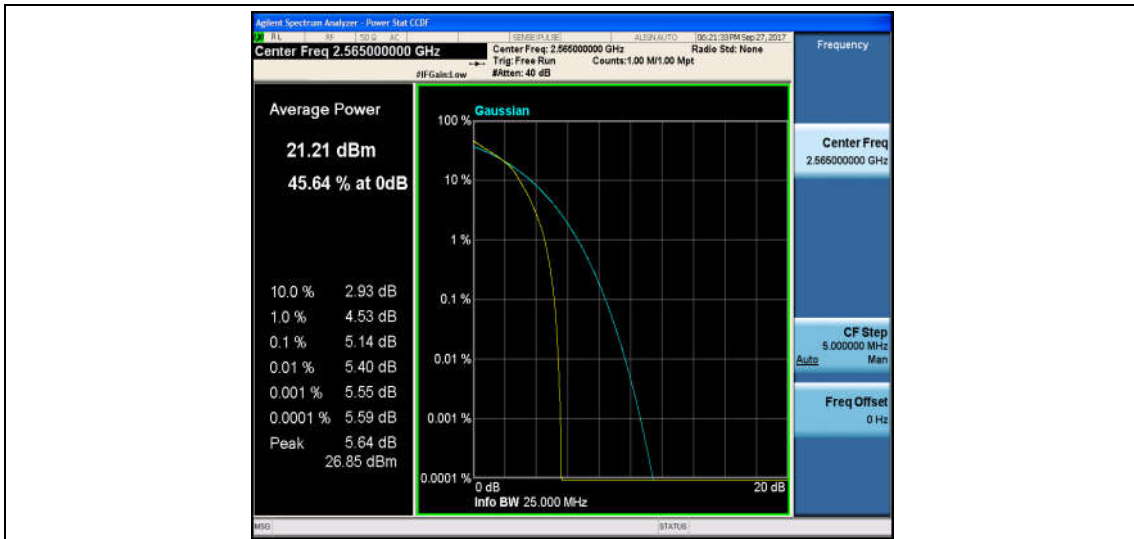 Agilent Spectrum Analyzer - Power Stat CCDF
RL RF 50 Ω AC SENSE:PULSE ALIGN AUTO 06:21:33 PM Sep 27, 2017
Center Freq 2.565000000 GHz
Center Freq: 2.565000000 GHz Radio Std: None
Trig: Free Run Counts:1.00 M/1.00 Mpt
#IFGain:Low #Atten: 40 dB
Frequency
Average Power
21.21 dBm
45.64 % at 0dB
10.0 % 2.93 dB
1.0 % 4.53 dB
0.1 % 5.14 dB
0.01 % 5.40 dB
0.001 % 5.55 dB
0.0001 % 5.59 dB
Peak 5.64 dB
26.85 dBm
Gaussian
100 %
10 %
1 %
0.1 %
0.01 %
0.001 %
0.0001 %
0 dB 20 dB
Info BW 25.000 MHz
Center Freq
2.565000000 GHz
CF Step
5.000000 MHz
Auto Man
Freq Offset
0 Hz
MSG STATUS